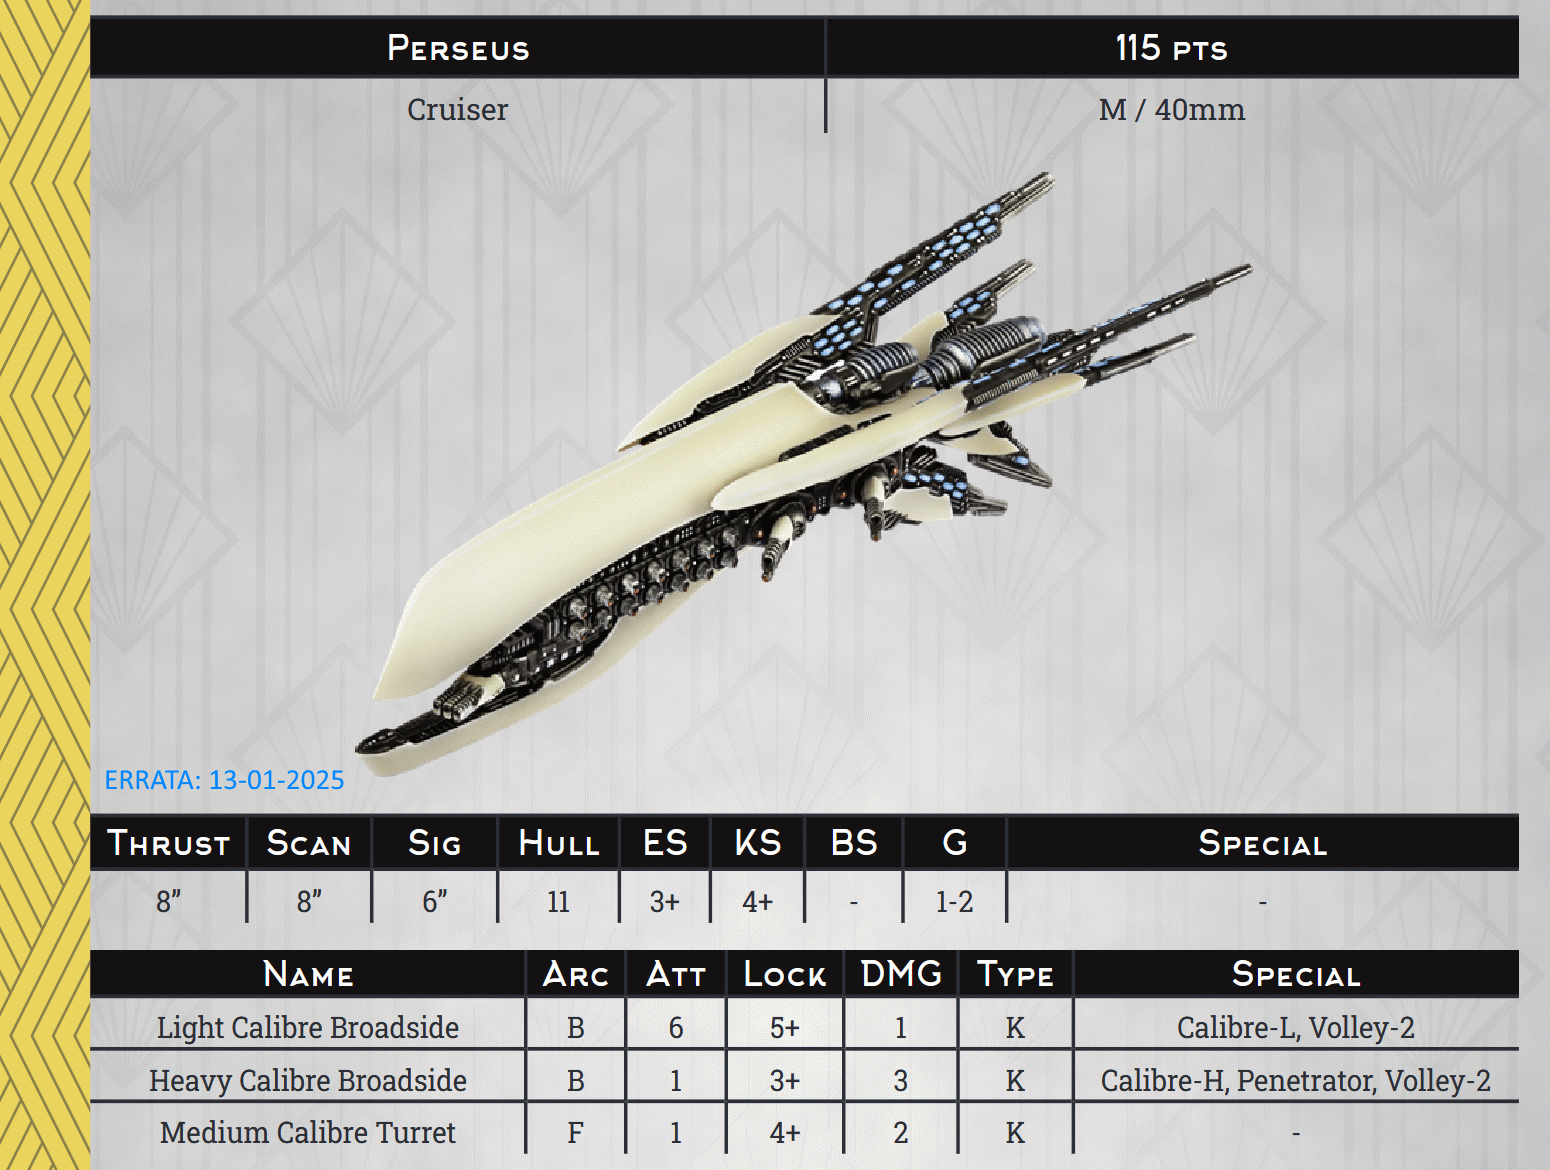 PERSEUS 115 PTS
Cruiser M / 40mm
ERRATA: 13-01-2025
THRUST SCAN SIG HULL ES KS BS G SPECIAL
8” 8” 6” 11 3+ 4+ - 1-2 -
NAME ARC ATT LOCK DMG TYPE SPECIAL
Light Calibre Broadside B 6 5+ 1 K Calibre-L, Volley-2
Heavy Calibre Broadside B 1 3+ 3 K Calibre-H, Penetrator, Volley-2
Medium Calibre Turret F 1 4+ 2 K -